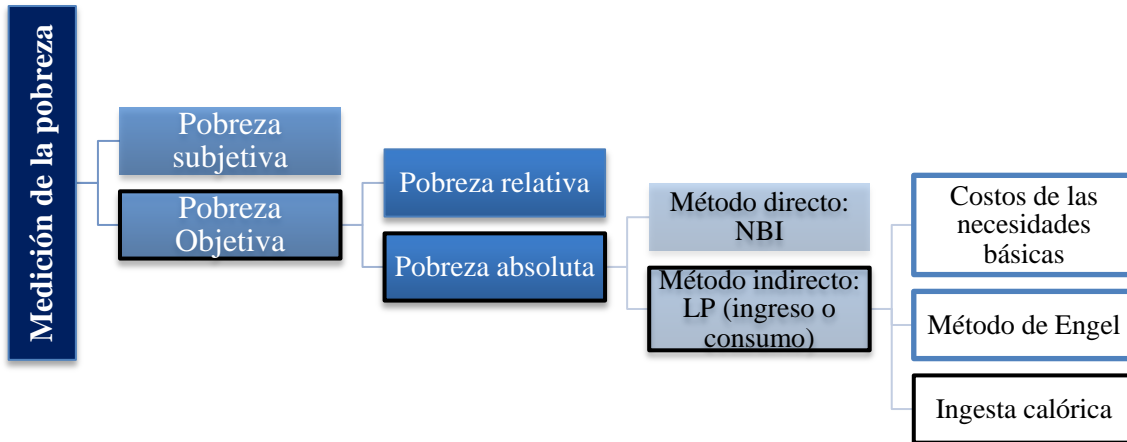 Medición de la pobreza
Pobreza
subjetiva
Pobreza
Objetiva
Pobreza relativa
Pobreza absoluta
Método directo:
NBI
Método indirecto:
LP (ingreso o
consumo)
Costos de las
necesidades
básicas
Método de Engel
Ingesta calórica